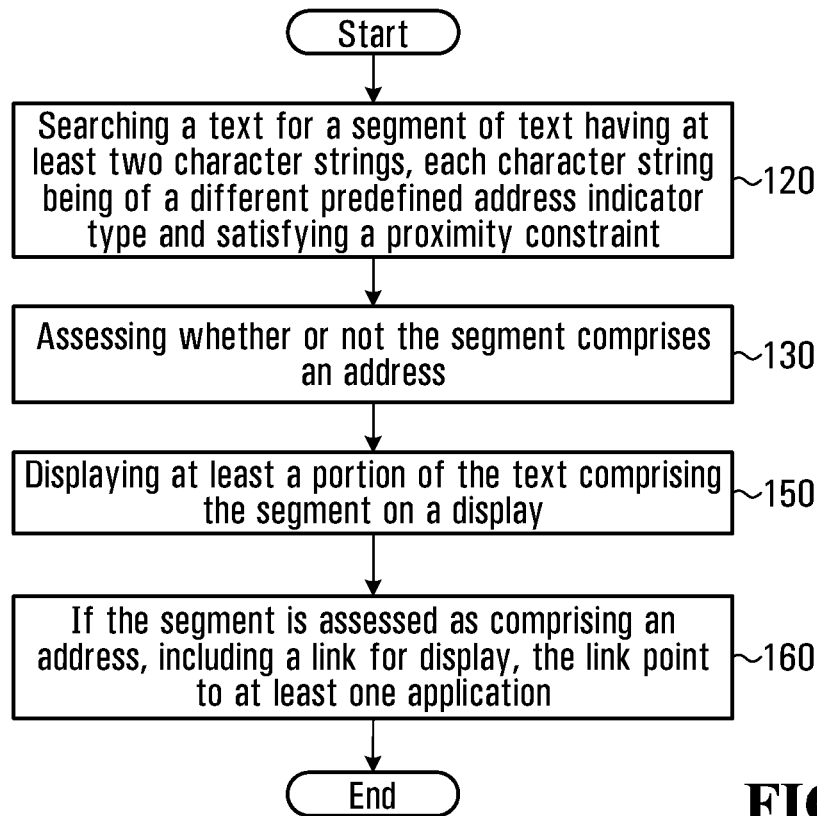 Start
Searching a text for a segment of text having at
least two character strings, each character string
being of a different predefined address indicator
type and satisfying a proximity constraint
~120
Assessing whether or not the segment comprises
an address
~130
Displaying at least a portion of the text comprising
the segment on a display
~150
If the segment is assessed as comprising an
address, including a link for display, the link point
to at least one application
~160
End